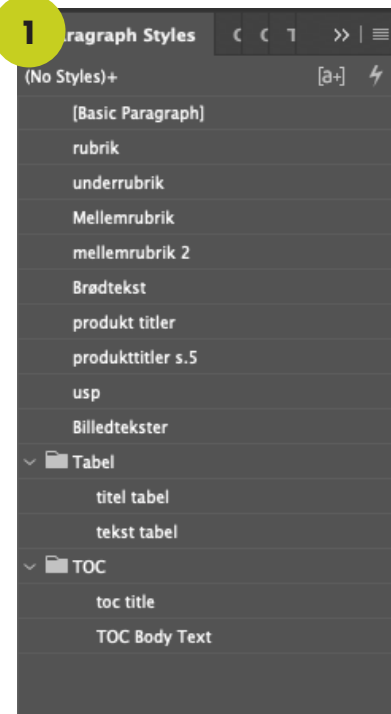 1
ragraph Styles
(No Styles)+
[a+]
[Basic Paragraph]
rubrik
underrubrik
Mellemrubrik
mellemrubrik 2
Brødtekst
produkt titler
produkttitler s.5
usp
Billedtekster
Tabel
titel tabel
tekst tabel
TOC
toc title
TOC Body Text